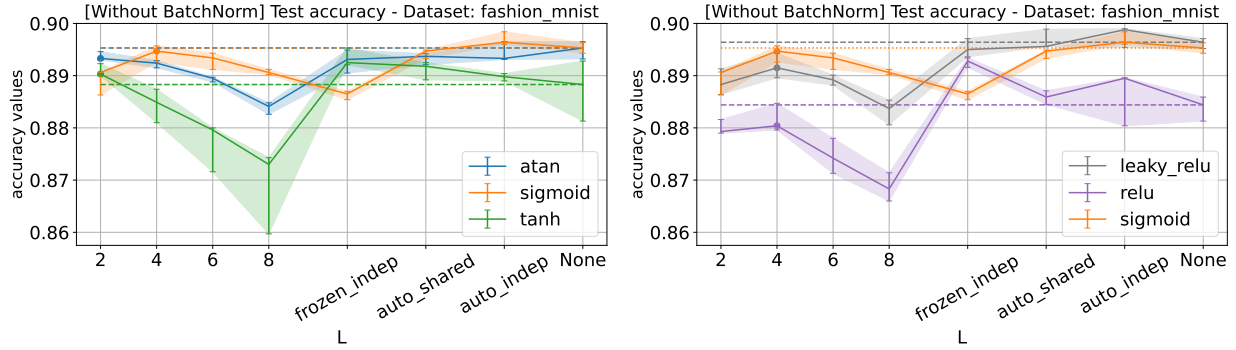 [Without BatchNorm] Test accuracy - Dataset: fashion_mnist
accuracy values
0.90
0.89
0.88
0.87
0.86
atan
sigmoid
tanh
2 4 6 8 frozen_indep auto_shared auto_indep None
L
[Without BatchNorm] Test accuracy - Dataset: fashion_mnist
accuracy values
0.90
0.89
0.88
0.87
0.86
leaky_relu
relu
sigmoid
2 4 6 8 frozen_indep auto_shared auto_indep None
L